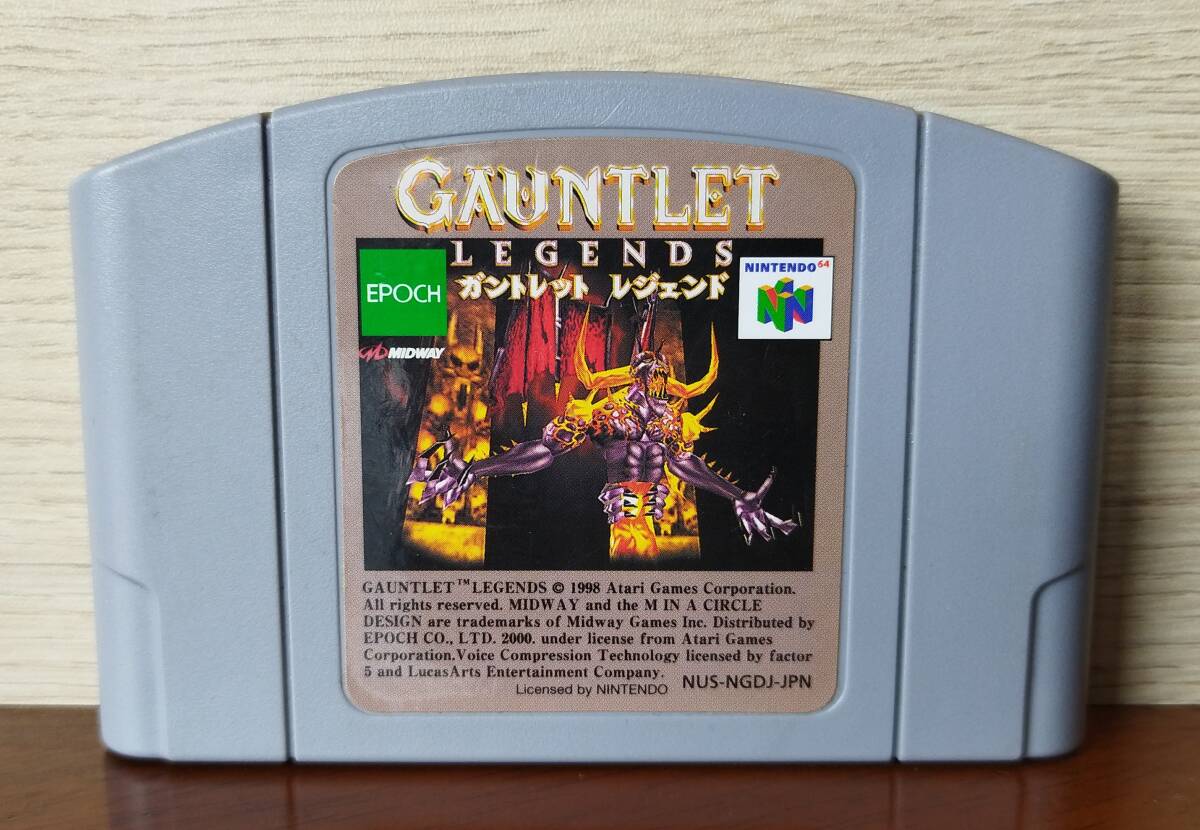 GAUNTLET
LEGENDS
ガントレット レジェンド
EPOCH
MIDWAY
NINTENDO 64
GAUNTLET™ LEGENDS © 1998 Atari Games Corporation.
All rights reserved. MIDWAY and the M IN A CIRCLE
DESIGN are trademarks of Midway Games Inc. Distributed by
EPOCH CO., LTD. 2000. under license from Atari Games
Corporation.Voice Compression Technology licensed by factor
5 and LucasArts Entertainment Company.
Licensed by NINTENDO NUS-NGDJ-JPN